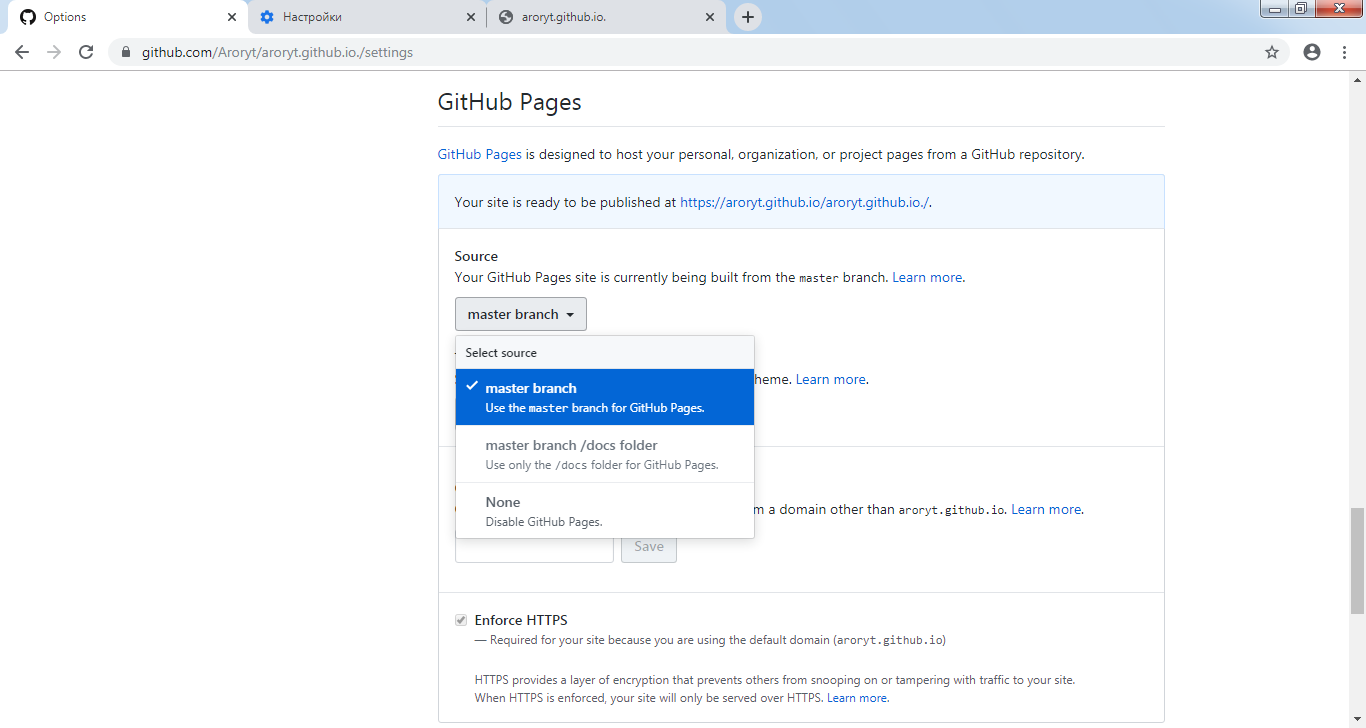 Options
Настройки
aroryt.github.io.
github.com/Aroryt/aroryt.github.io./settings
GitHub Pages
GitHub Pages is designed to host your personal, organization, or project pages from a GitHub repository.
Your site is ready to be published at https://aroryt.github.io/aroryt.github.io./.
Source
Your GitHub Pages site is currently being built from the master branch. Learn more.
master branch
Select source
master branch
Use the master branch for GitHub Pages.
heme. Learn more.
master branch /docs folder
Use only the /docs folder for GitHub Pages.
None
m a domain other than aroryt.github.io. Learn more.
Disable GitHub Pages.
Save
Enforce HTTPS
— Required for your site because you are using the default domain (aroryt.github.io)
HTTPS provides a layer of encryption that prevents others from snooping on or tampering with traffic to your site.
When HTTPS is enforced, your site will only be served over HTTPS. Learn more.